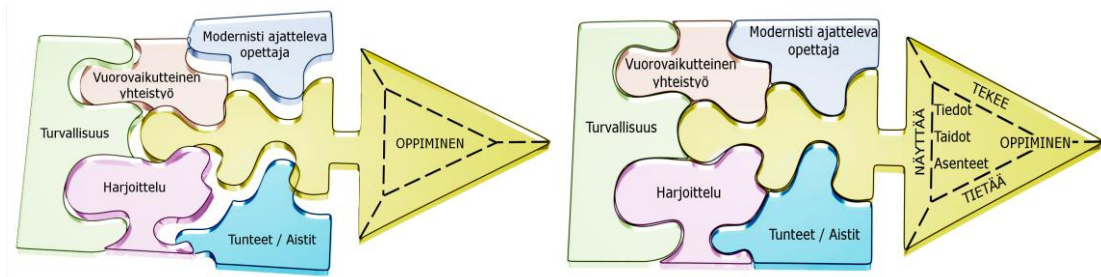 Modernisti ajatteleva
opettaja
Vuorovaikutteinen
yhteistyö
Turvallisuus
OPPIMINEN
Harjoittelu
Tunteet / Aistit
Modernisti ajatteleva
opettaja
Vuorovaikutteinen
yhteistyö
Turvallisuus
NÄYTTÄÄ
TEKEE
Tiedot
Taidot
OPPIMINEN
Asenteet
TIETÄÄ
Harjoittelu
Tunteet / Aistit